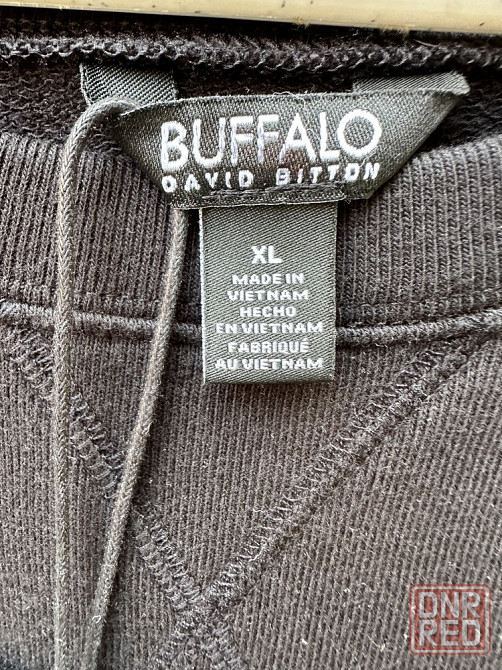 BUFFALO
DAVID BITTON
XL
MADE IN
VIETNAM
HECHO
EN VIETNAM
FABRIQUÉ
AU VIETNAM
DNR
RED